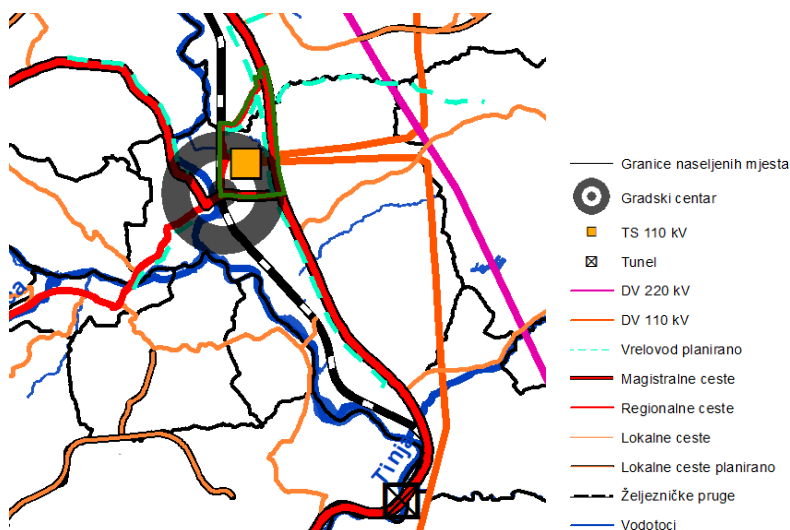 Granice naseljenih mjesta
Gradski centar
TS 110 kV
Tunel
DV 220 kV
DV 110 kV
Vrelovod planirano
Magistralne ceste
Regionalne ceste
Lokalne ceste
Lokalne ceste planirano
Željezničke pruge
Vodotoci
Tinja